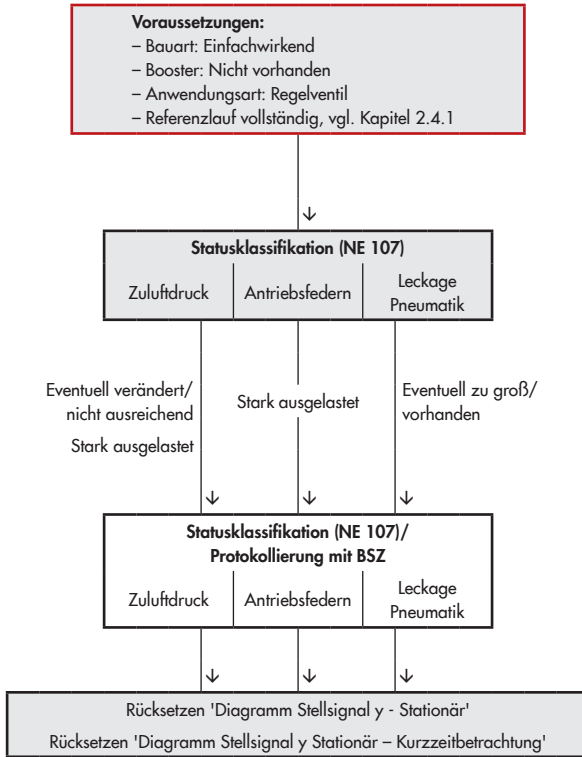 Voraussetzungen:
– Bauart: Einfachwirkend
– Booster: Nicht vorhanden
– Anwendungsart: Regelventil
– Referenzlauf vollständig, vgl. Kapitel 2.4.1
Statusklassifikation (NE 107)
Zuluftdruck
Antriebsfedern
Leckage
Pneumatik
Eventuell verändert/
nicht ausreichend
Stark ausgelastet
Stark ausgelastet
Eventuell zu groß/
vorhanden
Statusklassifikation (NE 107)/
Protokollierung mit BSZ
Zuluftdruck
Antriebsfedern
Leckage
Pneumatik
Rücksetzen 'Diagramm Stellsignal y - Stationär'
Rücksetzen 'Diagramm Stellsignal y Stationär – Kurzzeitbetrachtung'